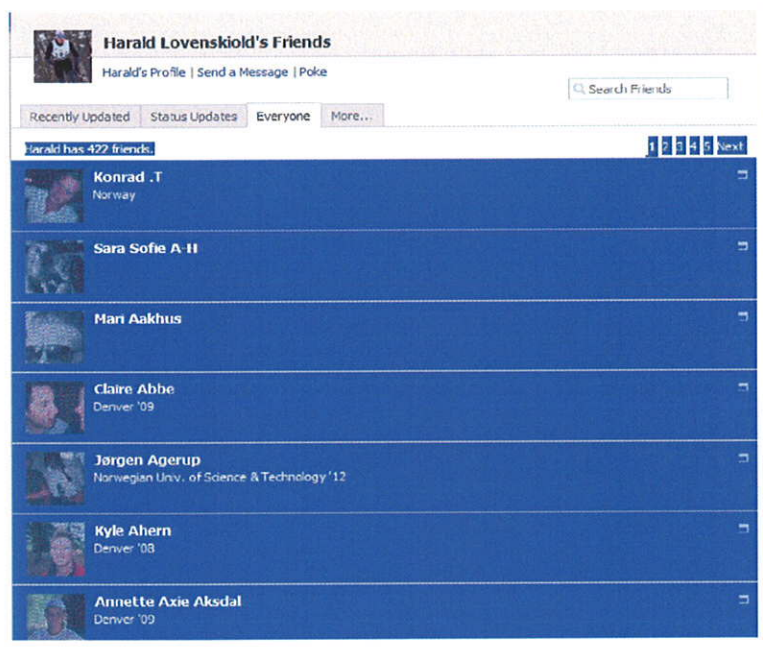 Harald Lovenskiold's Friends
Harald's Profile | Send a Message | Poke
Search Friends
Recently Updated Status Updates Everyone More...
Harald has 422 friends. 1 2 3 4 5 Next
Konrad .T
Norway
Sara Sofie A-H
Mari Aakhus
Claire Abbe
Denver '09
Jørgen Agerup
Norwegian Univ. of Science & Technology '12
Kyle Ahern
Denver '08
Annette Axie Aksdal
Denver '09